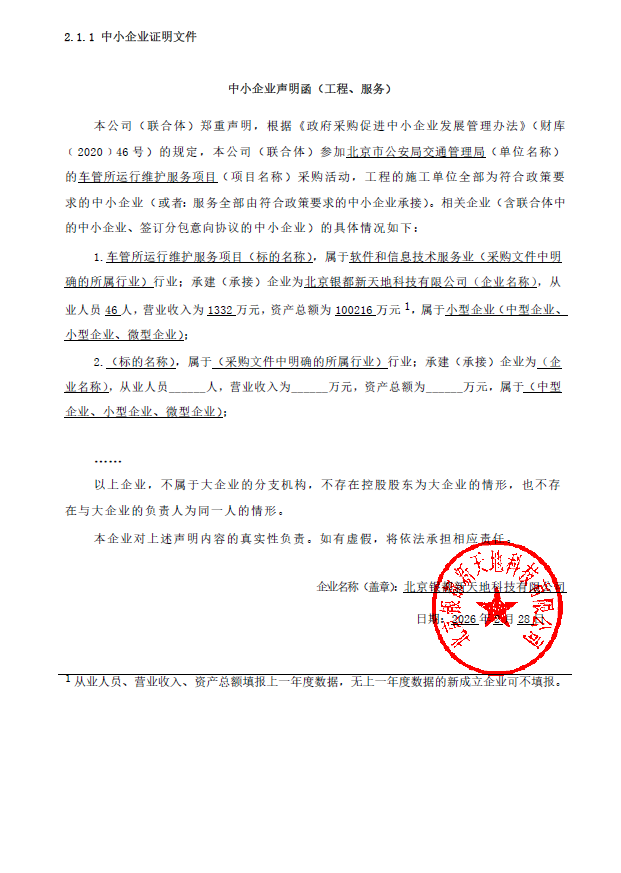 2.1.1 中小企业证明文件
中小企业声明函（工程、服务）
本公司（联合体）郑重声明，根据《政府采购促进中小企业发展管理办法》（财库
﹝2020﹞46号）的规定，本公司（联合体）参加北京市公安局交通管理局（单位名称）
的车管所运行维护服务项目（项目名称）采购活动，工程的施工单位全部为符合政策要
求的中小企业（或者：服务全部由符合政策要求的中小企业承接）。相关企业（含联合体中
的中小企业、签订分包意向协议的中小企业）的具体情况如下：
1.车管所运行维护服务项目（标的名称），属于软件和信息技术服务业（采购文件中明
确的所属行业）行业；承建（承接）企业为北京银都新天地科技有限公司（企业名称），从
业人员46人，营业收入为1332万元，资产总额为100216万元1，属于小型企业（中型企业、
小型企业、微型企业）；
2.（标的名称），属于（采购文件中明确的所属行业）行业；承建（承接）企业为（企
业名称），从业人员______人，营业收入为______万元，资产总额为______万元，属于（中型
企业、小型企业、微型企业）；
……
以上企业，不属于大企业的分支机构，不存在控股股东为大企业的情形，也不存
在与大企业的负责人为同一人的情形。
本企业对上述声明内容的真实性负责。如有虚假，将依法承担相应责任。
企业名称（盖章）：北京银都新天地科技有限公司
日期：2026年2月28日
北京银都新天地科技有限公司
1从业人员、营业收入、资产总额填报上一年度数据，无上一年度数据的新成立企业可不填报。